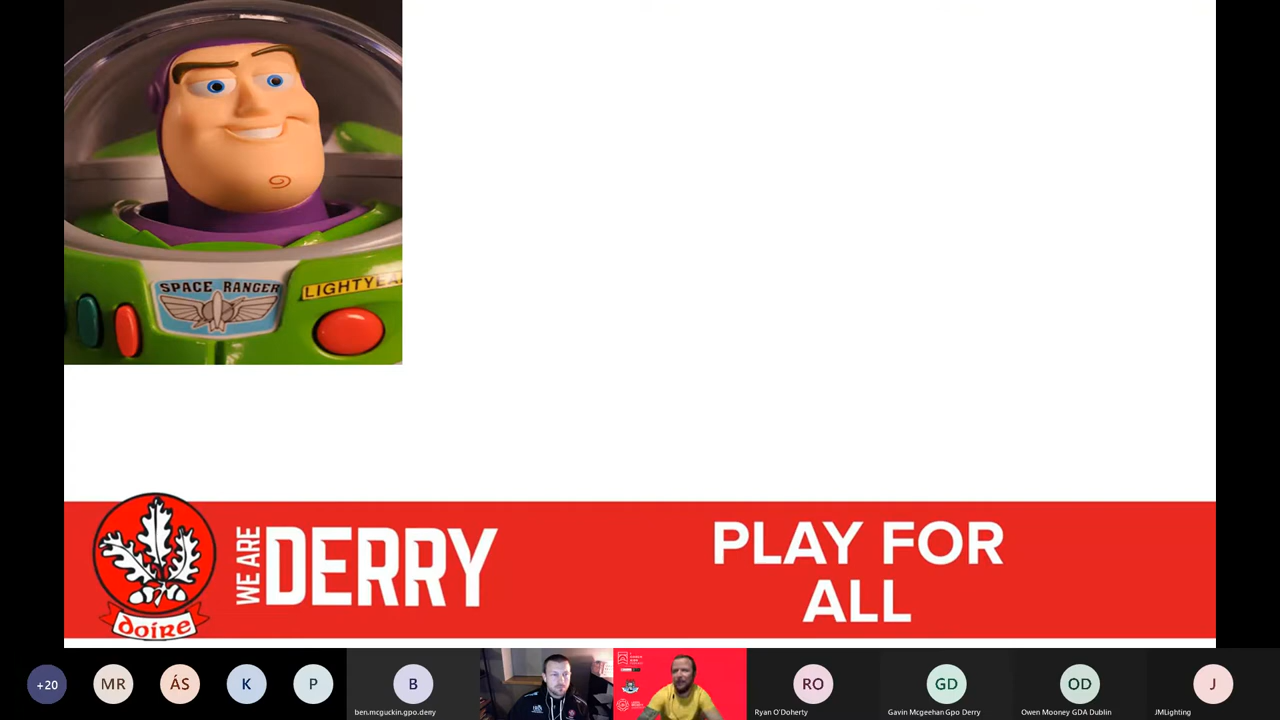 SPACE RANGER
LIGHTYEA
WE ARE
DERRY
doire
PLAY FOR
ALL
+20
MR
ÁS
K
P
B
ben.mcguckin.gpo.derry
RO
Ryan O'Doherty
GD
Gavin Mcgeehan Gpo Derry
OD
Owen Mooney GDA Dublin
J
JMLighting